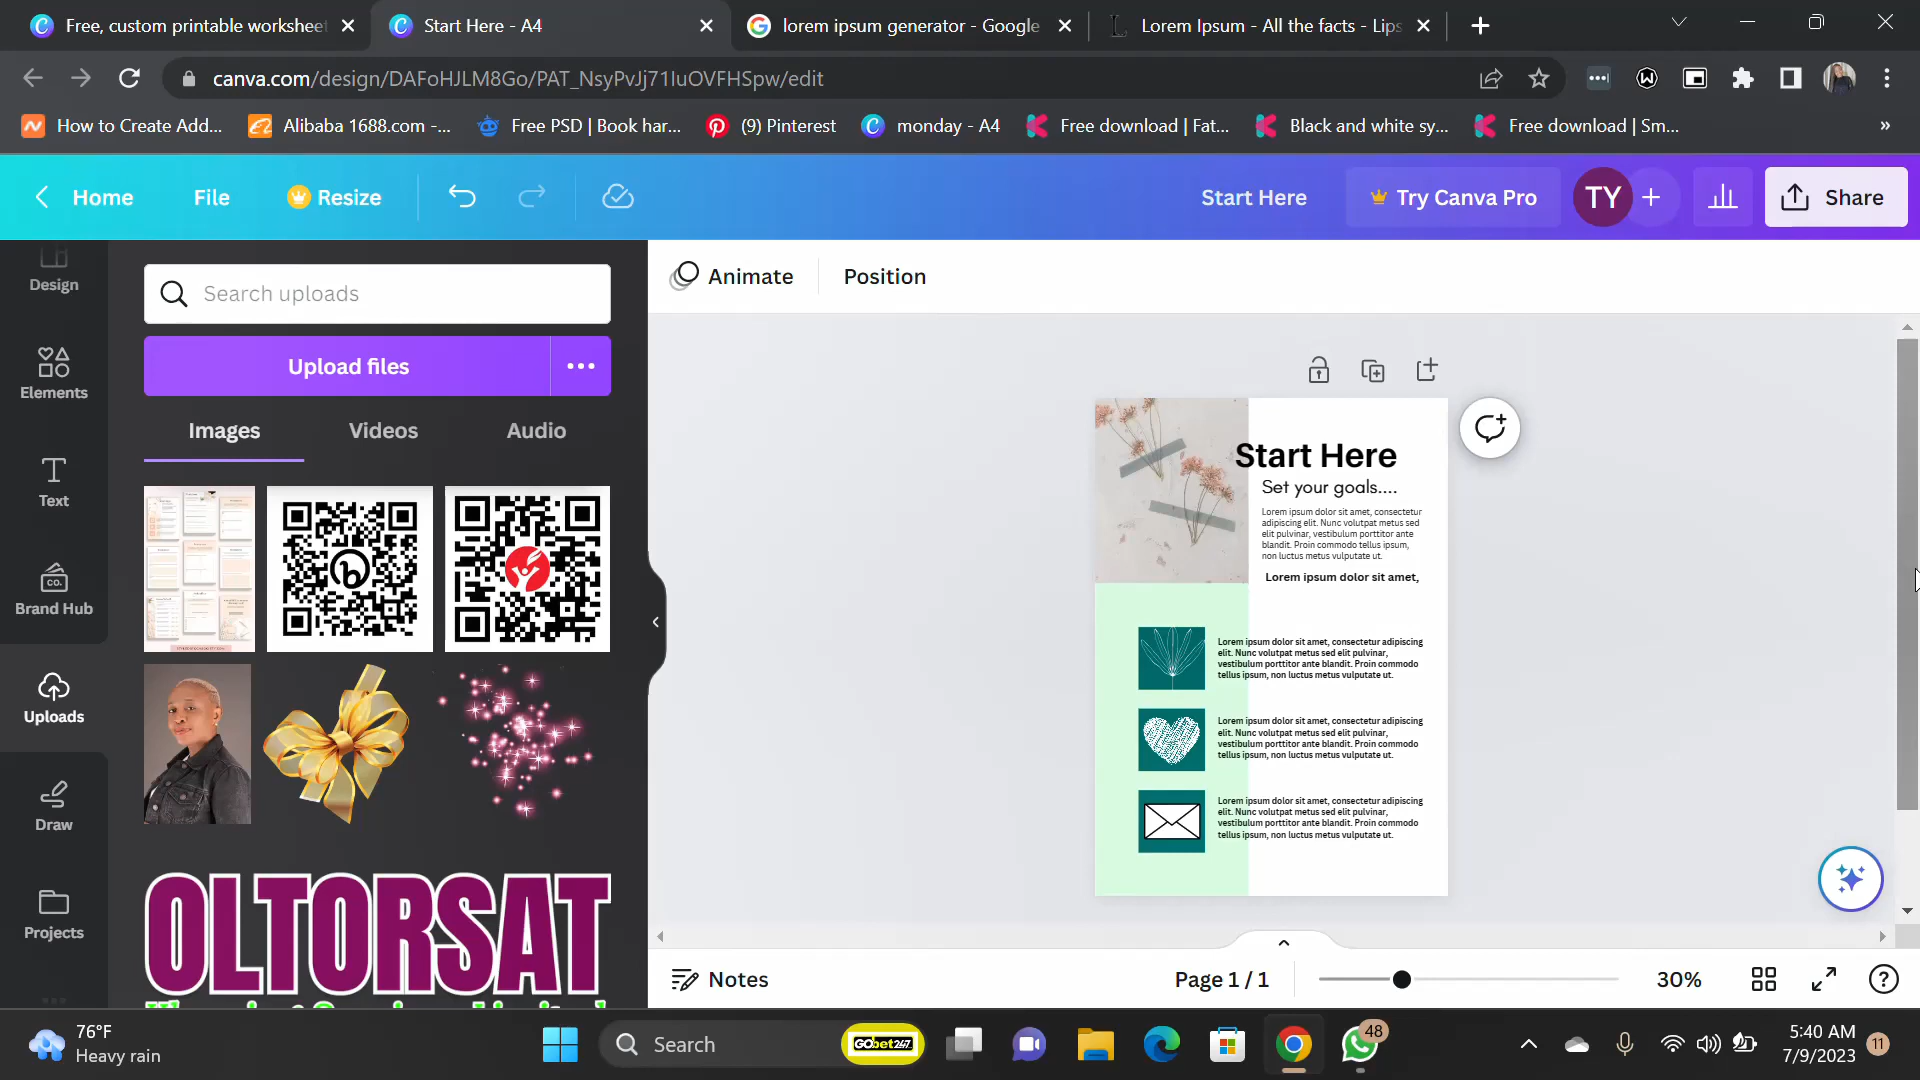 Free, custom printable worksheet
Start Here - A4
lorem ipsum generator - Google
Lorem Ipsum - All the facts - Lips
canva.com/design/DAFoHJLM8Go/PAT_NsyPvJj71IuOVFHSpw/edit
How to Create Add...
Alibaba 1688.com -...
Free PSD | Book har...
(9) Pinterest
monday - A4
Free download | Fat...
Black and white sy...
Free download | Sm...
»
Home
File
Resize
Start Here
Try Canva Pro
TY
+
Share
Design
Elements
Text
CO.
Brand Hub
Uploads
Draw
Projects
Search uploads
Upload files
Images
Videos
Audio
b
OLTORSAT
Animate
Position
Start Here
Set your goals....
Lorem ipsum dolor sit amet, consectetur
adipiscing elit. Nunc volutpat metus sed
elit pulvinar, vestibulum porttitor ante
blandit. Proin commodo tellus ipsum,
non luctus metus vulputate ut.
Lorem ipsum dolor sit amet,
Lorem ipsum dolor sit amet, consectetur adipiscing
elit. Nunc volutpat metus sed elit pulvinar,
vestibulum porttitor ante blandit. Proin commodo
tellus ipsum, non luctus metus vulputate ut.
Lorem ipsum dolor sit amet, consectetur adipiscing
elit. Nunc volutpat metus sed elit pulvinar,
vestibulum porttitor ante blandit. Proin commodo
tellus ipsum, non luctus metus vulputate ut.
Lorem ipsum dolor sit amet, consectetur adipiscing
elit. Nunc volutpat metus sed elit pulvinar,
vestibulum porttitor ante blandit. Proin commodo
tellus ipsum, non luctus metus vulputate ut.
Notes
Page 1 / 1
30%
76°F
Heavy rain
Search
GObet247
48
5:40 AM
7/9/2023
11